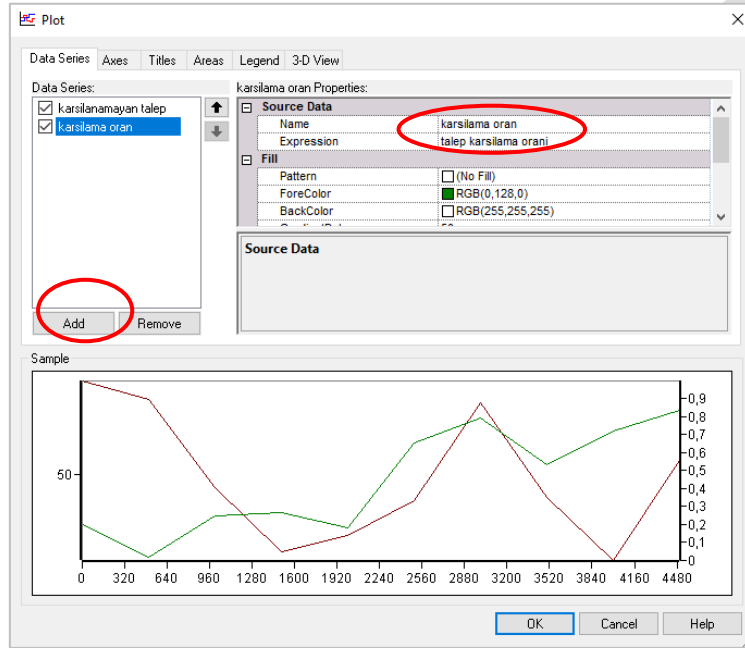 Plot
Data Series Axes Titles Areas Legend 3-D View
Data Series:
karsilanamayan talep
karsilama oran
Add Remove
karsilama oran Properties:
Source Data
Name karsilama oran
Expression talep karsilama orani
Fill
Pattern (No Fill)
ForeColor RGB(0,128,0)
BackColor RGB(255,255,255)
Source Data
Sample
50
0,9
0,8
0,7
0,6
0,5
0,4
0,3
0,2
0,1
0
0 320 640 960 1280 1600 1920 2240 2560 2880 3200 3520 3840 4160 4480
OK Cancel Help